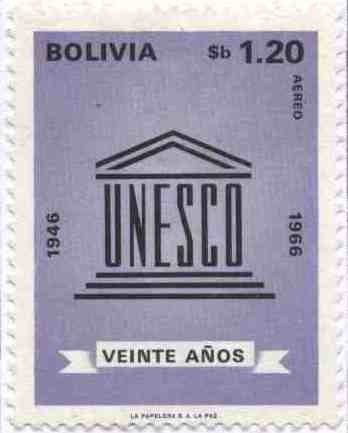 BOLIVIA $b 1.20
AEREO
UNESCO
1946
1966
VEINTE AÑOS
LA PAPELERA S. A. LA PAZ